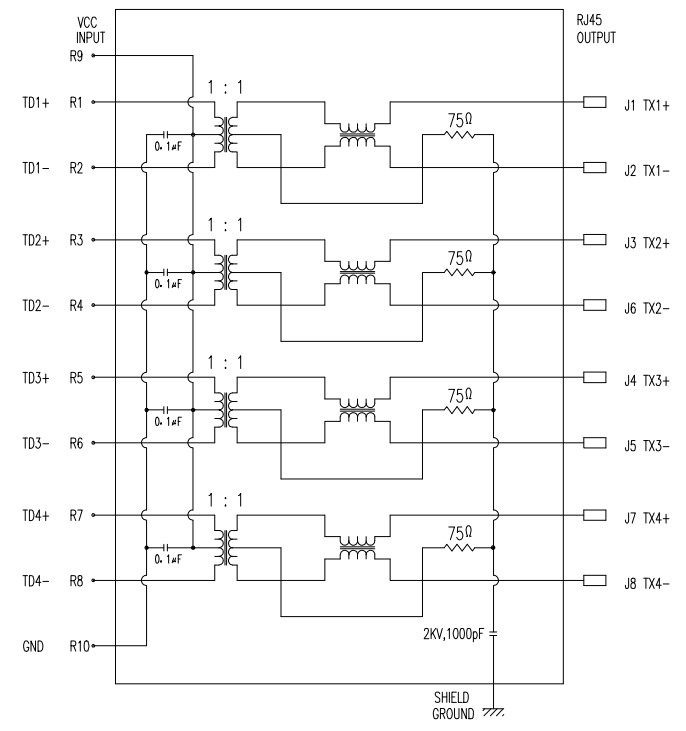 VCC
INPUT
RJ45
OUTPUT
R9
1 : 1
TD1+ R1
J1 TX1+
75Ω
0.1µF
TD1- R2
J2 TX1-
1 : 1
TD2+ R3
J3 TX2+
75Ω
0.1µF
TD2- R4
J6 TX2-
1 : 1
TD3+ R5
J4 TX3+
75Ω
0.1µF
TD3- R6
J5 TX3-
1 : 1
TD4+ R7
J7 TX4+
75Ω
0.1µF
TD4- R8
J8 TX4-
2KV,1000pF
GND R10
SHIELD
GROUND